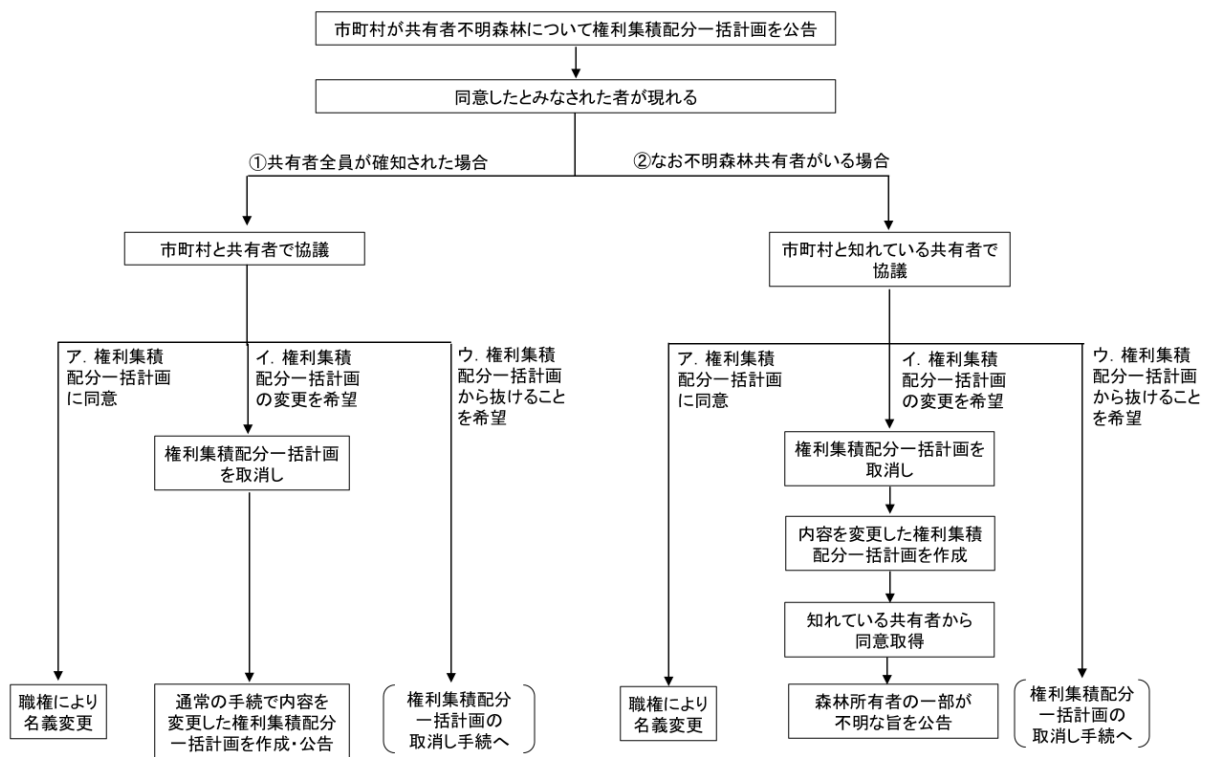 市町村が共有者不明森林について権利集積配分一括計画を公告
同意したとみなされた者が現れる
①共有者全員が確知された場合
②なお不明森林共有者がいる場合
市町村と共有者で協議
市町村と知れている共有者で
協議
ア．権利集積
配分一括計画
に同意
イ．権利集積
配分一括計画
の変更を希望
ウ．権利集積
配分一括計画
から抜けること
を希望
ア．権利集積
配分一括計画
に同意
イ．権利集積
配分一括計画
の変更を希望
ウ．権利集積
配分一括計画
から抜けること
を希望
権利集積配分一括計画
を取消し
権利集積配分一括計画を
取消し
内容を変更した権利集積
配分一括計画を作成
知れている共有者から
同意取得
職権により
名義変更
通常の手続で内容を
変更した権利集積配分
一括計画を作成・公告
権利集積配分
一括計画の
取消し手続へ
職権により
名義変更
森林所有者の一部が
不明な旨を公告
権利集積配分
一括計画の
取消し手続へ